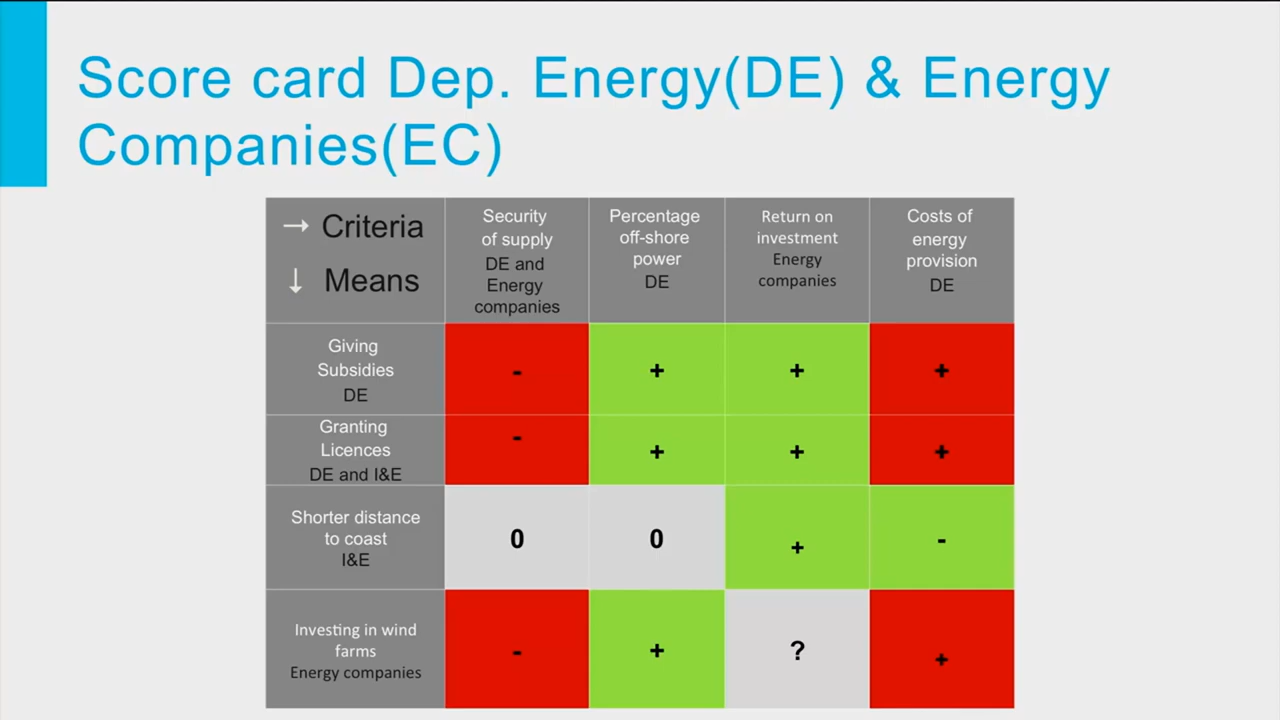 Score card Dep. Energy(DE) & Energy
Companies(EC)
→ Criteria
↓ Means
Security
of supply
DE and
Energy
companies
Percentage
off-shore
power
DE
Return on
investment
Energy
companies
Costs of
energy
provision
DE
Giving
Subsidies
DE
-
+
+
+
Granting
Licences
DE and I&E
-
+
+
+
Shorter distance
to coast
I&E
0
0
+
-
Investing in wind
farms
Energy companies
-
+
?
+